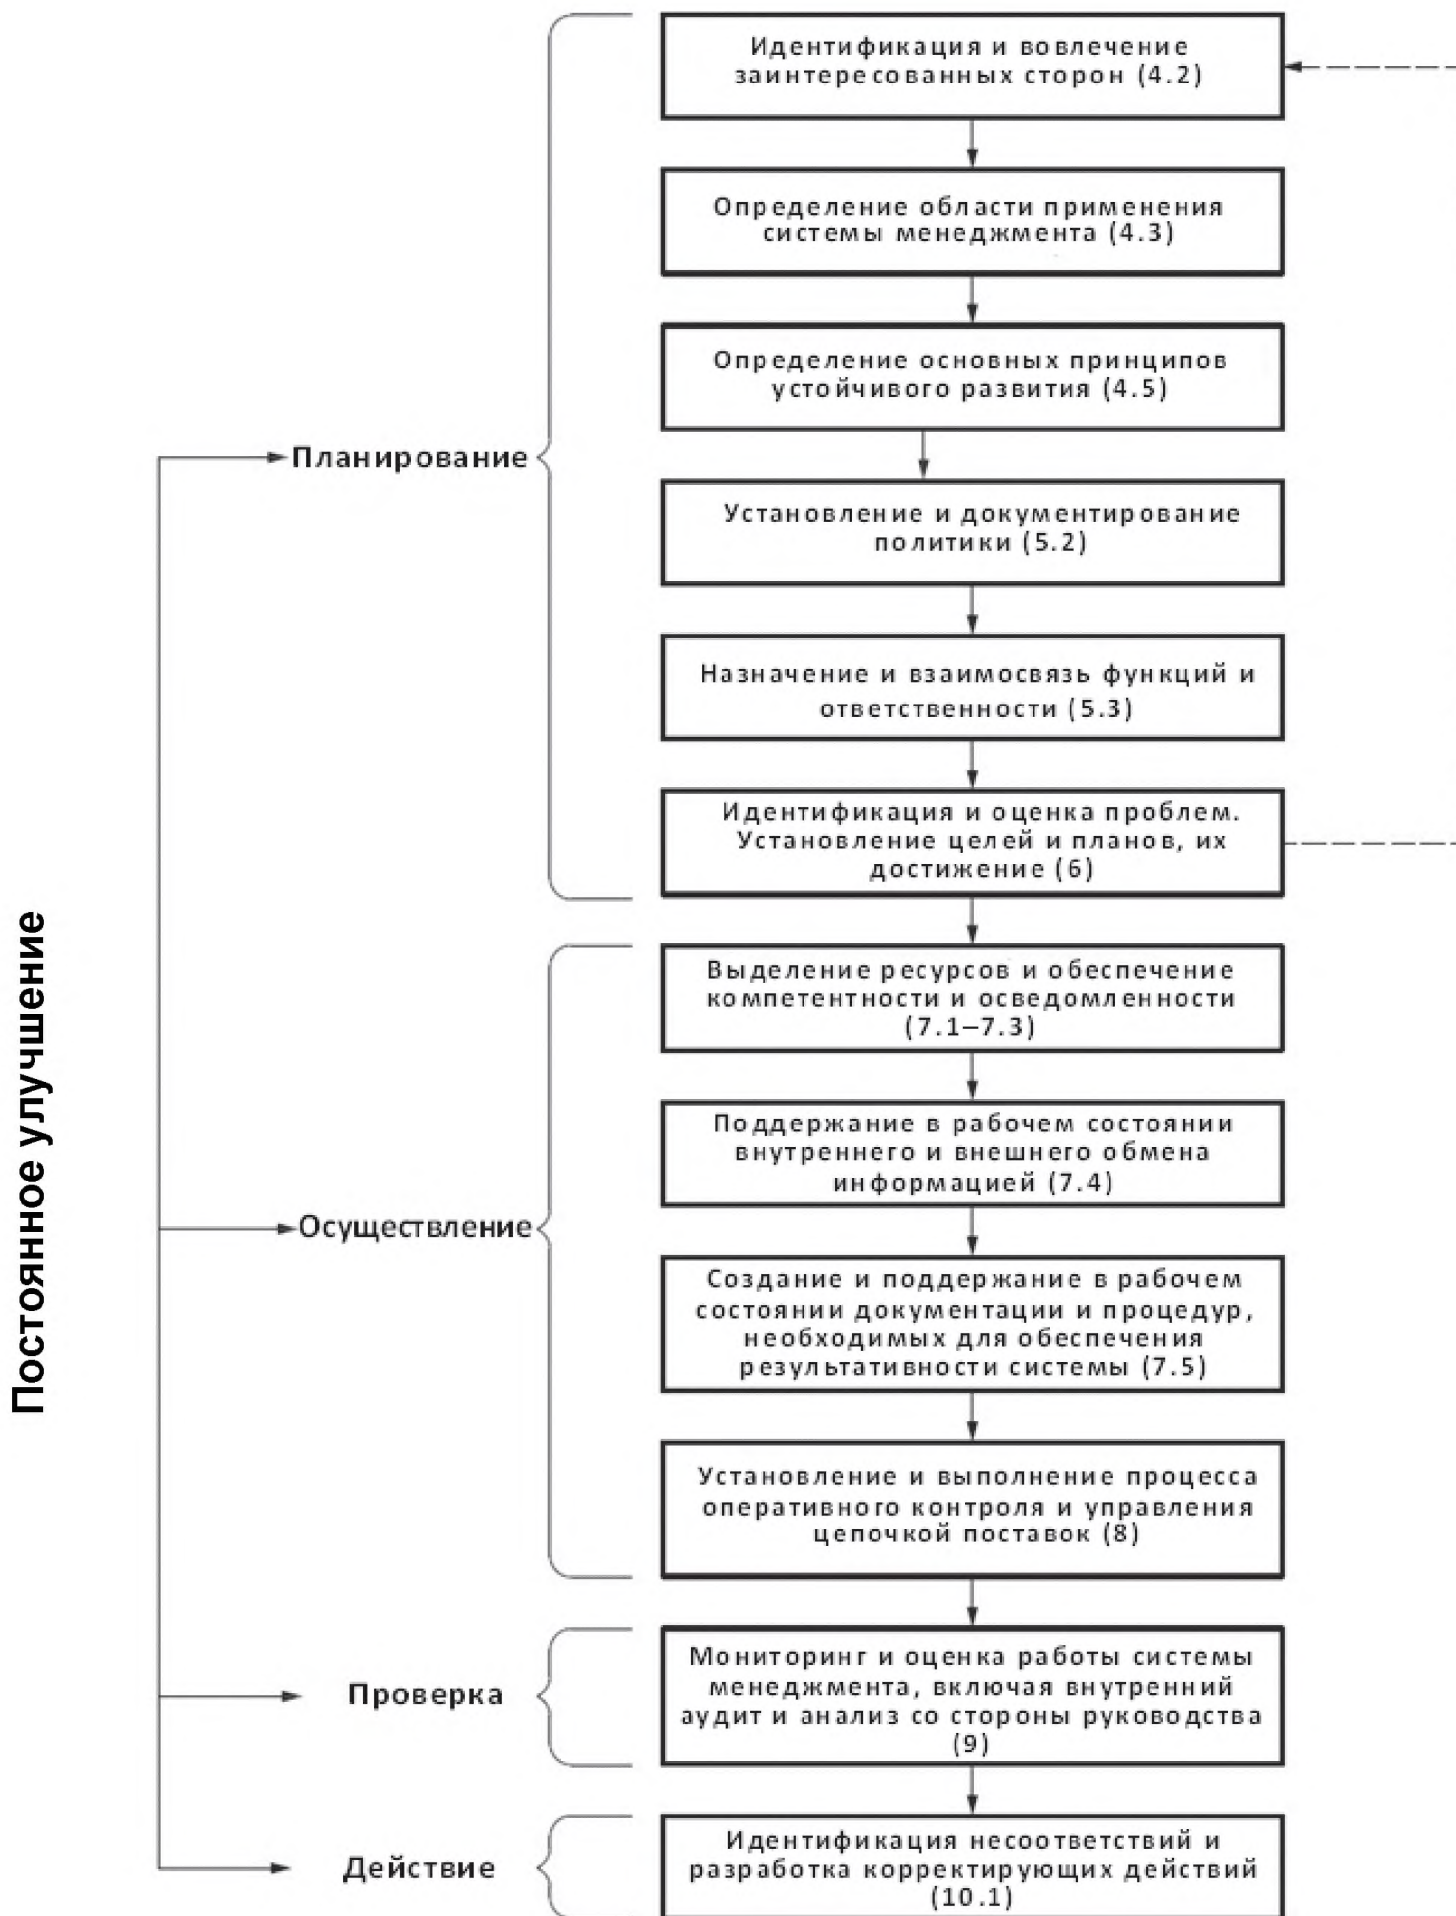 Идентификация и вовлечение
заинтересованных сторон (4.2)
Определение области применения
системы менеджмента (4.3)
Определение основных принципов
устойчивого развития (4.5)
Планирование
Установление и документирование
политики (5.2)
Назначение и взаимосвязь функций и
ответственности (5.3)
Идентификация и оценка проблем.
Установление целей и планов, их
достижение (6)
Постоянное улучшение
Выделение ресурсов и обеспечение
компетентности и осведомленности
(7.1–7.3)
Поддержание в рабочем состоянии
внутреннего и внешнего обмена
информацией (7.4)
Осуществление
Создание и поддержание в рабочем
состоянии документации и процедур,
необходимых для обеспечения
результативности системы (7.5)
Установление и выполнение процесса
оперативного контроля и управления
цепочкой поставок (8)
Проверка
Мониторинг и оценка работы системы
менеджмента, включая внутренний
аудит и анализ со стороны руководства
(9)
Действие
Идентификация несоответствий и
разработка корректирующих действий
(10.1)